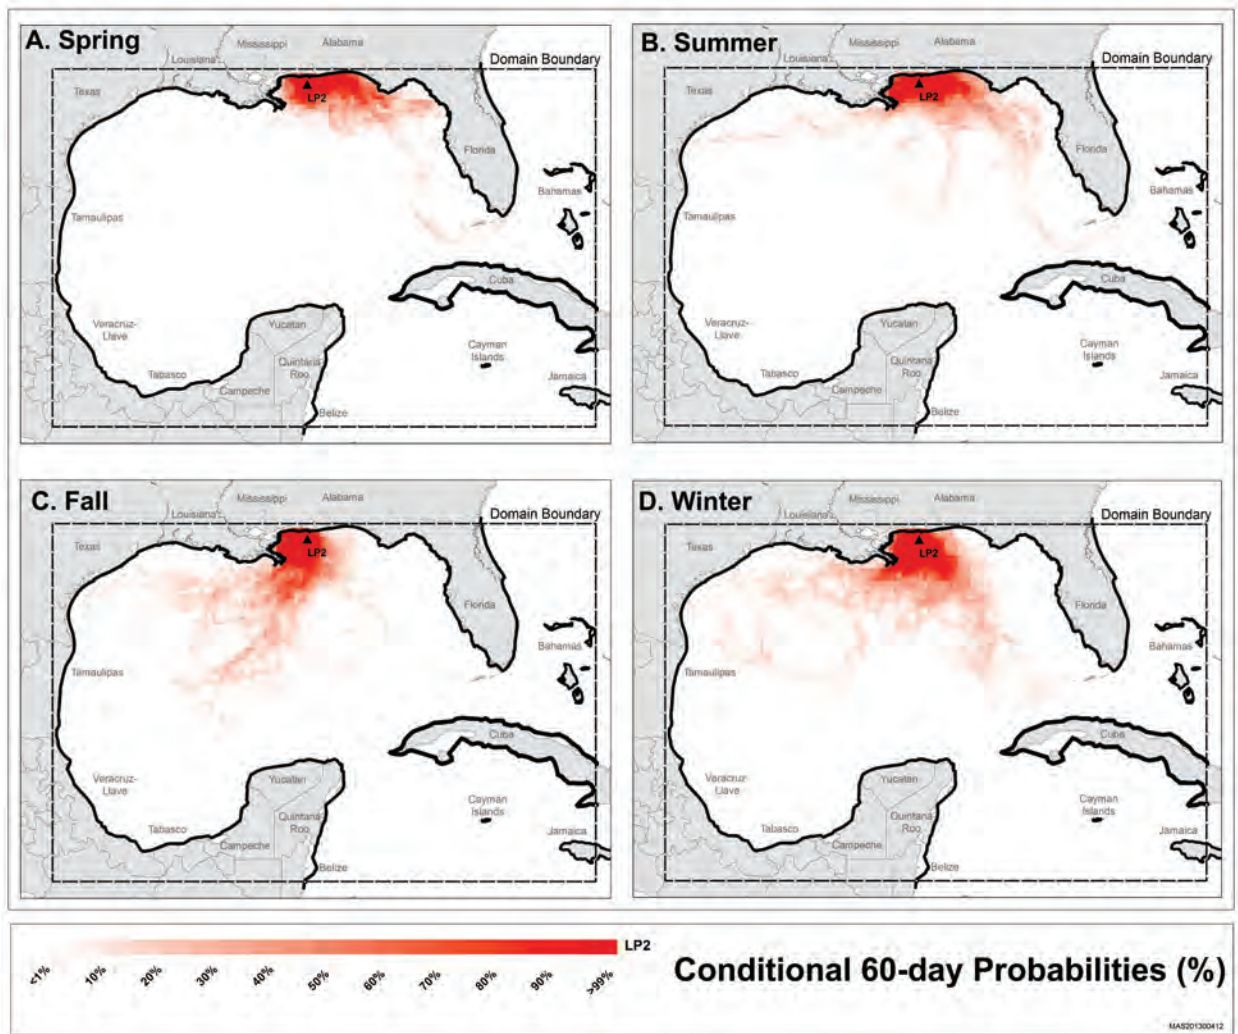 A. Spring
Mississippi
Alabama
Louisiana
Domain Boundary
Texas
LP2
Florida
Bahamas
Tamaulipas
Cuba
Veracruz-
Llave
Yucatan
Cayman
Islands
Quintana
Roo
Tabasco
Campeche
Jamaica
Belize
B. Summer
Mississippi
Alabama
Louisiana
Domain Boundary
Texas
LP2
Florida
Bahamas
Tamaulipas
Cuba
Veracruz-
Llave
Yucatan
Cayman
Islands
Quintana
Roo
Tabasco
Campeche
Jamaica
Belize
C. Fall
Mississippi
Alabama
Louisiana
Domain Boundary
Texas
LP2
Florida
Bahamas
Tamaulipas
Cuba
Veracruz-
Llave
Yucatan
Cayman
Islands
Quintana
Roo
Tabasco
Campeche
Jamaica
Belize
D. Winter
Mississippi
Alabama
Louisiana
Domain Boundary
Texas
LP2
Florida
Bahamas
Tamaulipas
Cuba
Veracruz-
Llave
Yucatan
Cayman
Islands
Quintana
Roo
Tabasco
Campeche
Jamaica
Belize
LP2
<1% 10% 20% 30% 40% 50% 60% 70% 80% 90% >99%
Conditional 60-day Probabilities (%)
MAS201300412